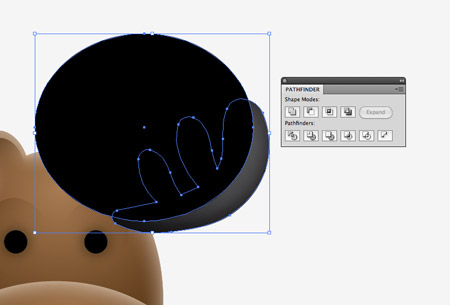 PATHFINDER
Shape Modes:
Expand
Pathfinders: